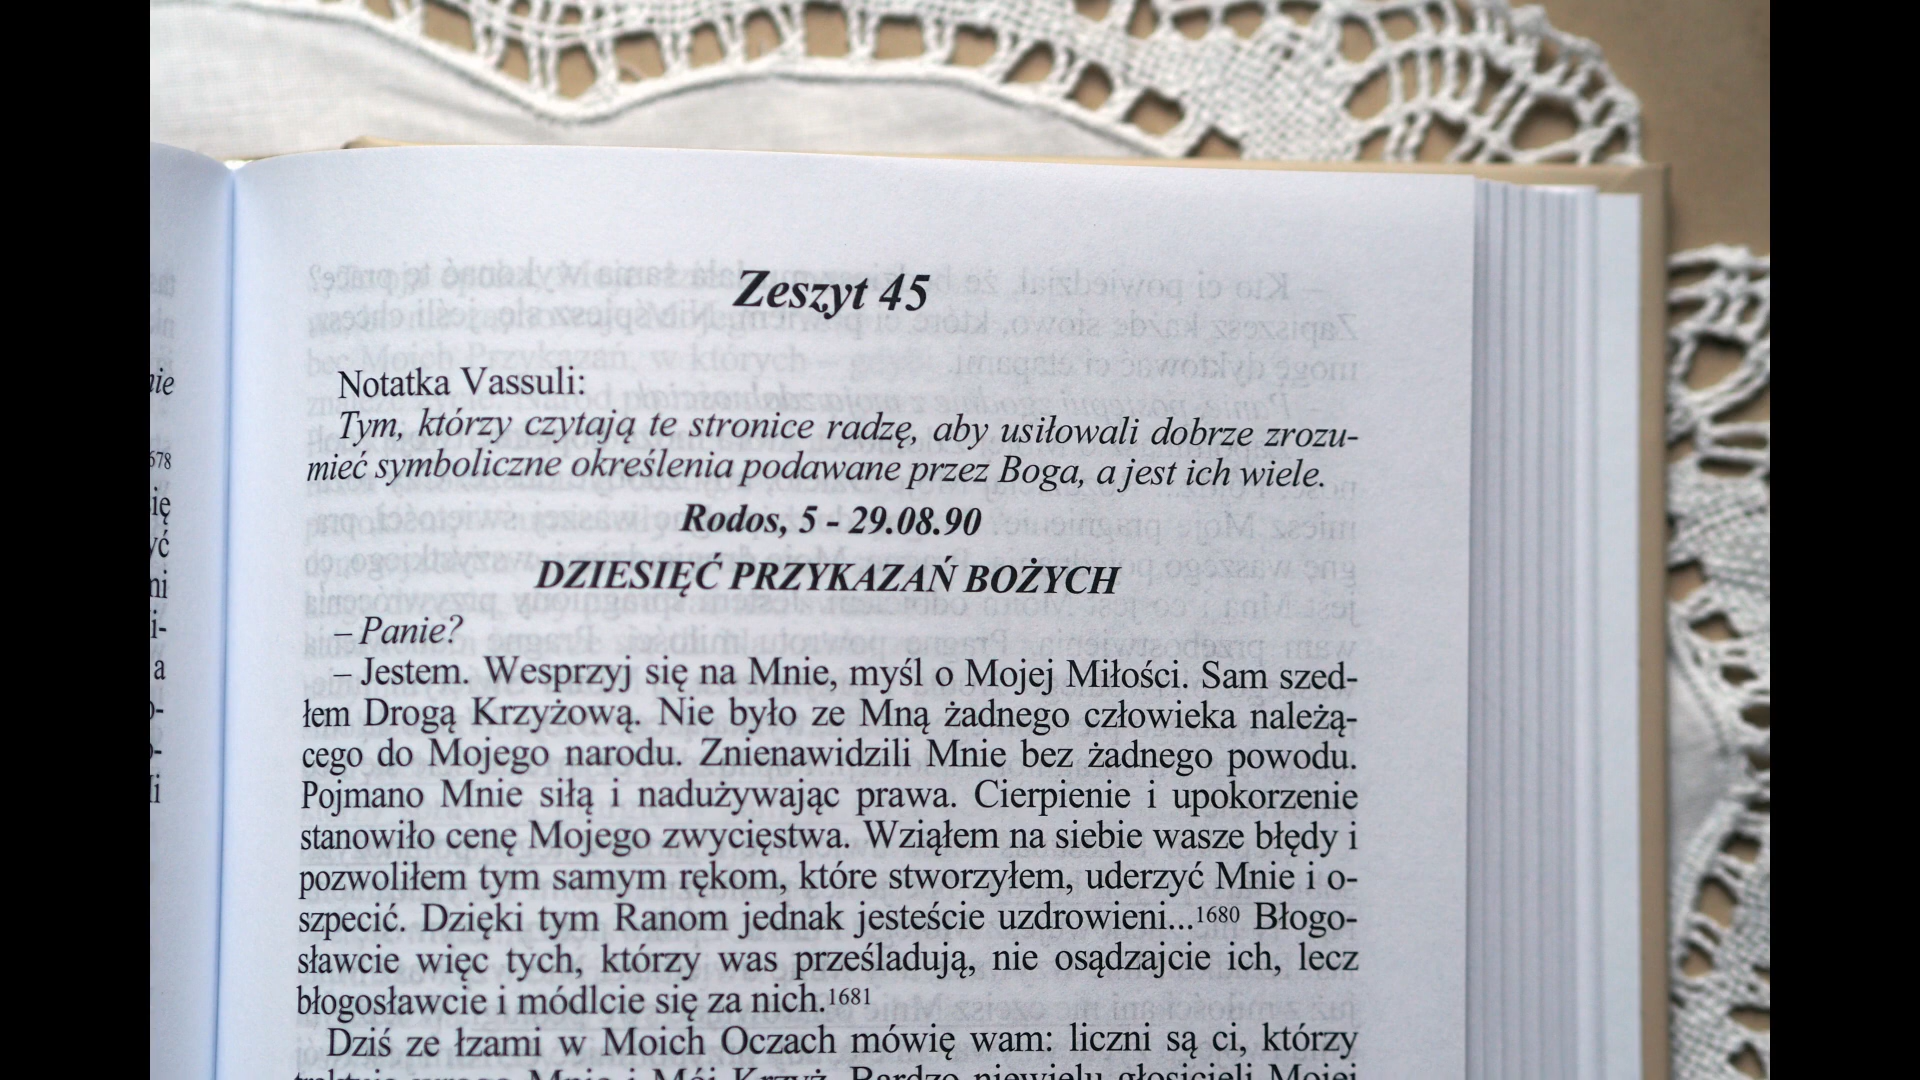 Zeszyt 45
Notatka Vassuli:
Tym, którzy czytają te stronice radzę, aby usiłowali dobrze zrozu-
mieć symboliczne określenia podawane przez Boga, a jest ich wiele.
Rodos, 5 - 29.08.90
DZIESIĘĆ PRZYKAZAŃ BOŻYCH
– Panie?
– Jestem. Wesprzyj się na Mnie, myśl o Mojej Miłości. Sam szed-
łem Drogą Krzyżową. Nie było ze Mną żadnego człowieka należą-
cego do Mojego narodu. Znienawidzili Mnie bez żadnego powodu.
Pojmano Mnie siłą i nadużywając prawa. Cierpienie i upokorzenie
stanowiło cenę Mojego zwycięstwa. Wziąłem na siebie wasze błędy i
pozwoliłem tym samym rękom, które stworzyłem, uderzyć Mnie i o-
szpecić. Dzięki tym Ranom jednak jesteście uzdrowieni...1680 Błogo-
sławcie więc tych, którzy was prześladują, nie osądzajcie ich, lecz
błogosławcie i módlcie się za nich.1681
Dziś ze łzami w Moich Oczach mówię wam: liczni są ci, którzy